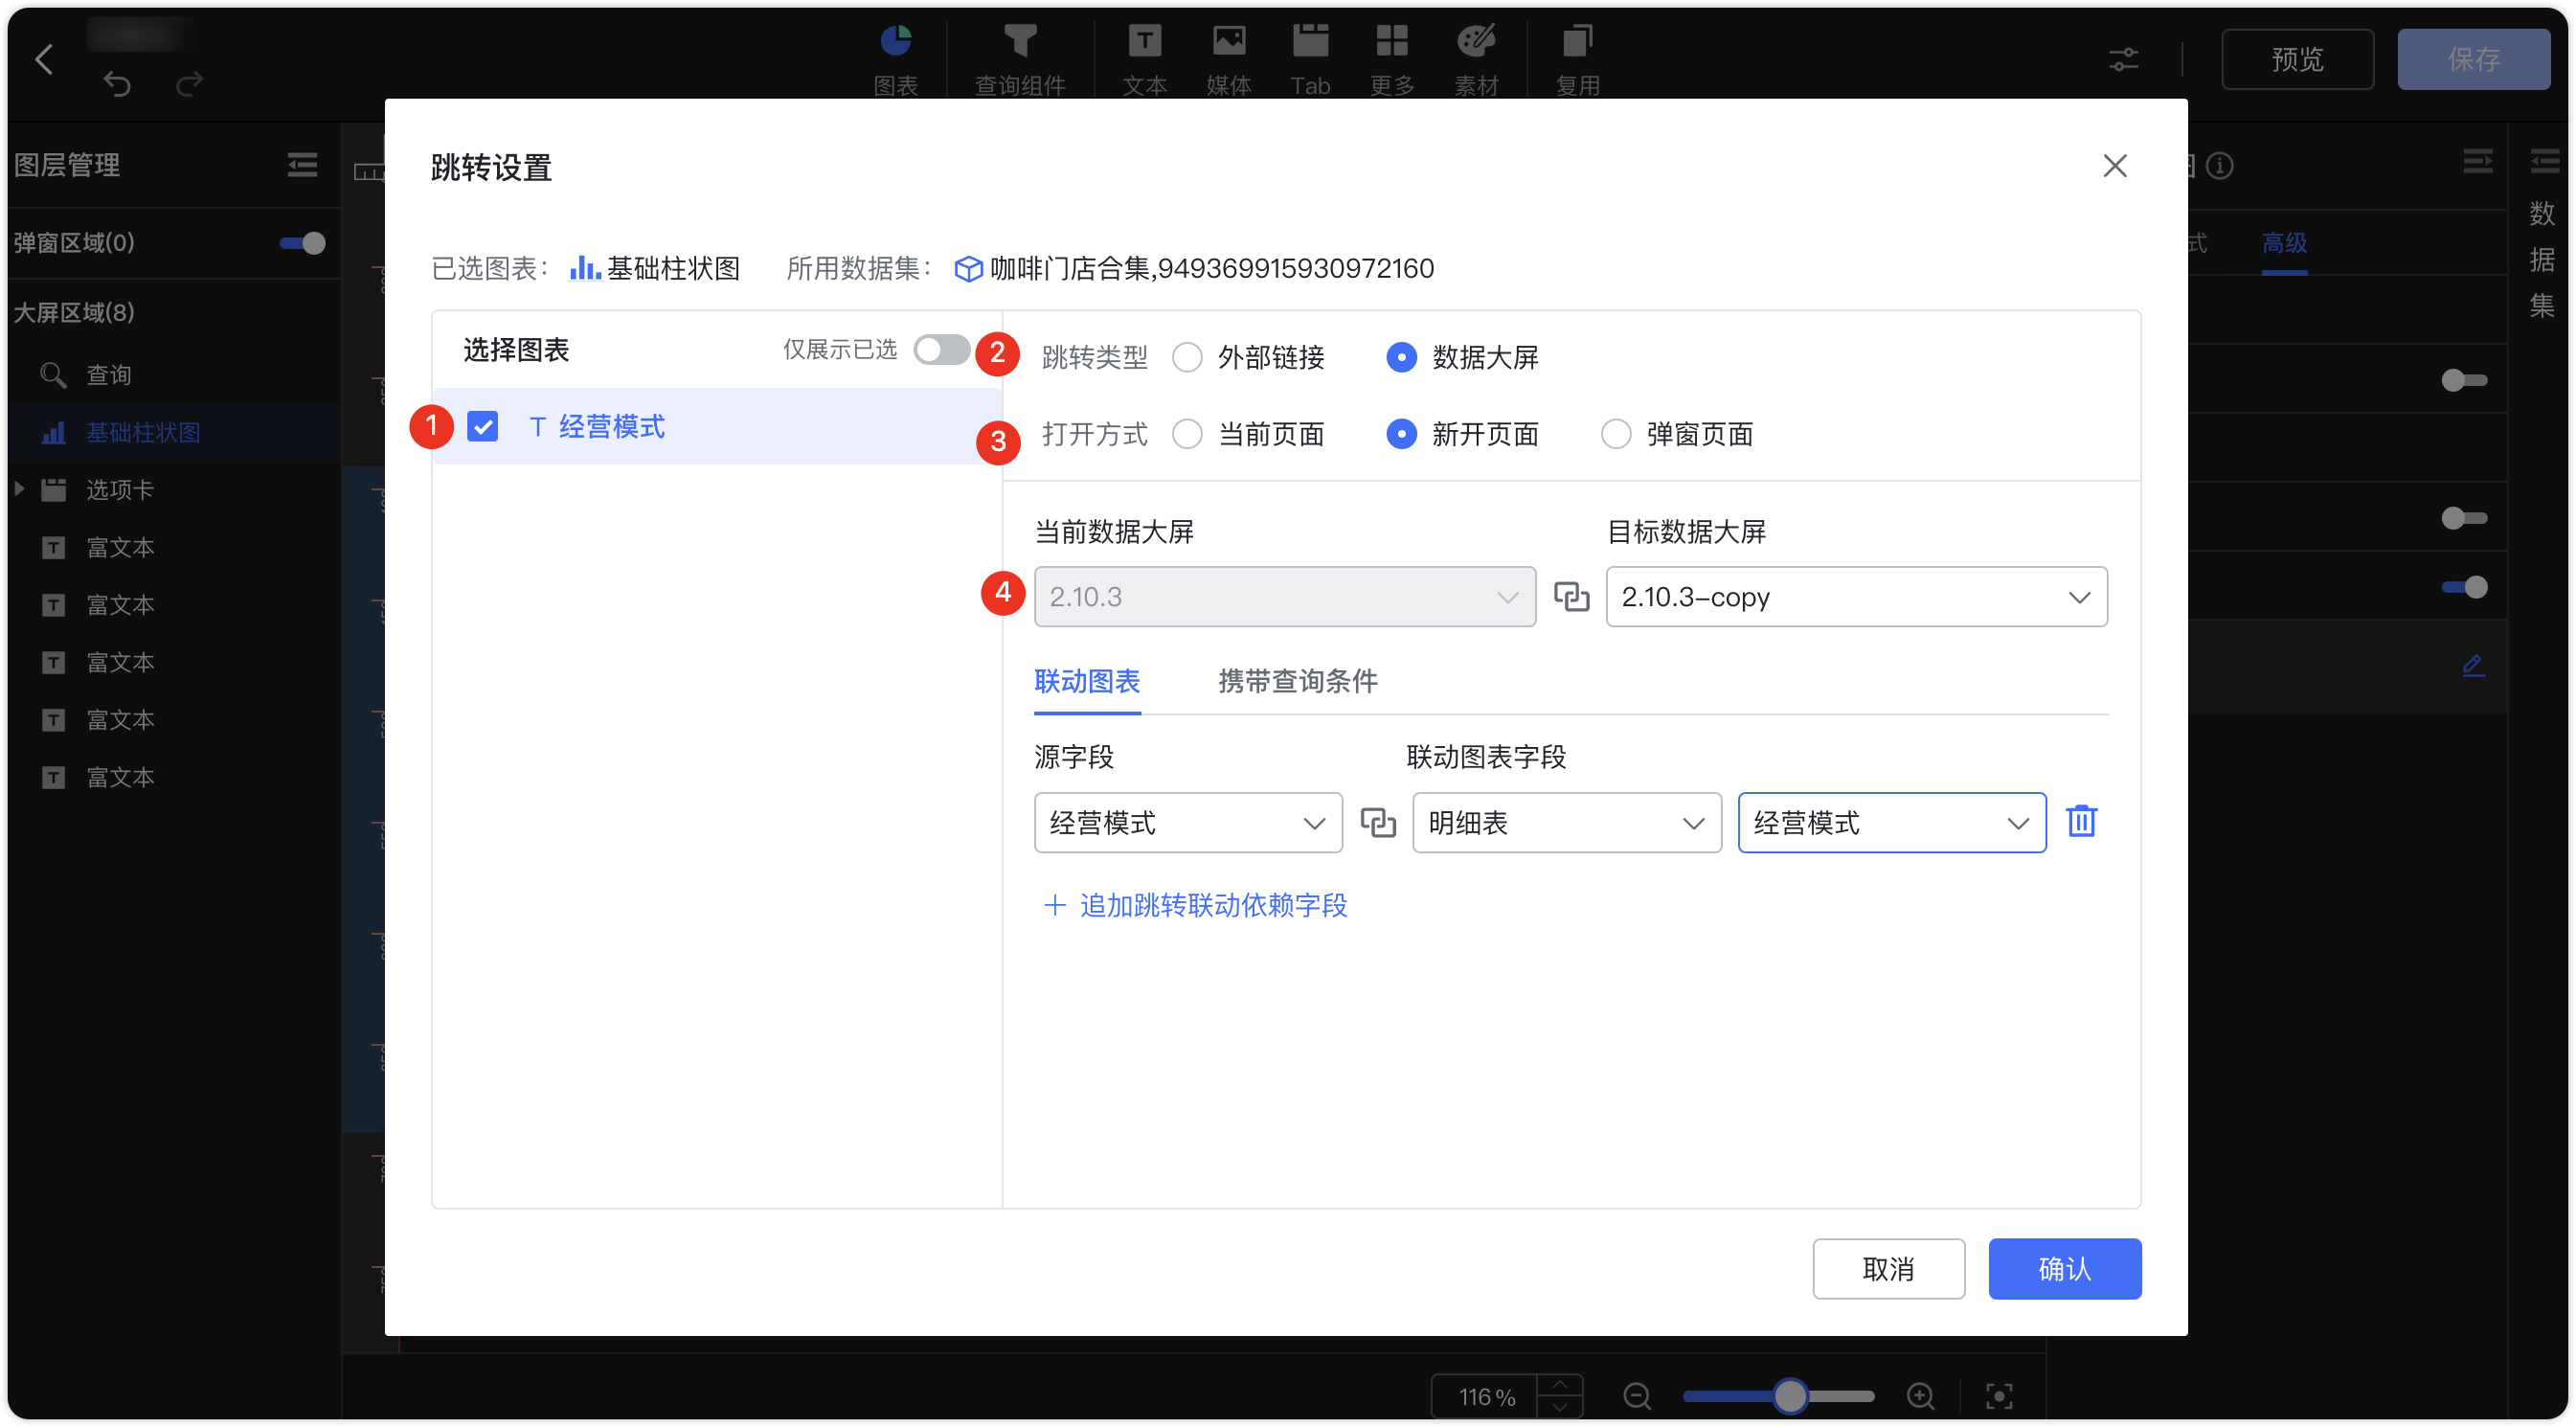 图表
查询组件
文本
媒体
Tab
更多
素材
复用
预览
保存
图层管理
弹窗区域(0)
大屏区域(8)
查询
基础柱状图
选项卡
富文本
富文本
富文本
富文本
富文本
跳转设置
已选图表： 基础柱状图 所用数据集： 咖啡门店合集,949369915930972160
选择图表 仅展示已选
1 T 经营模式
2 跳转类型 外部链接 数据大屏
3 打开方式 当前页面 新开页面 弹窗页面
当前数据大屏 目标数据大屏
4 2.10.3 2.10.3-copy
联动图表 携带查询条件
源字段 联动图表字段
经营模式 明细表 经营模式
+ 追加跳转联动依赖字段
取消 确认
式 高级
数据集
116%